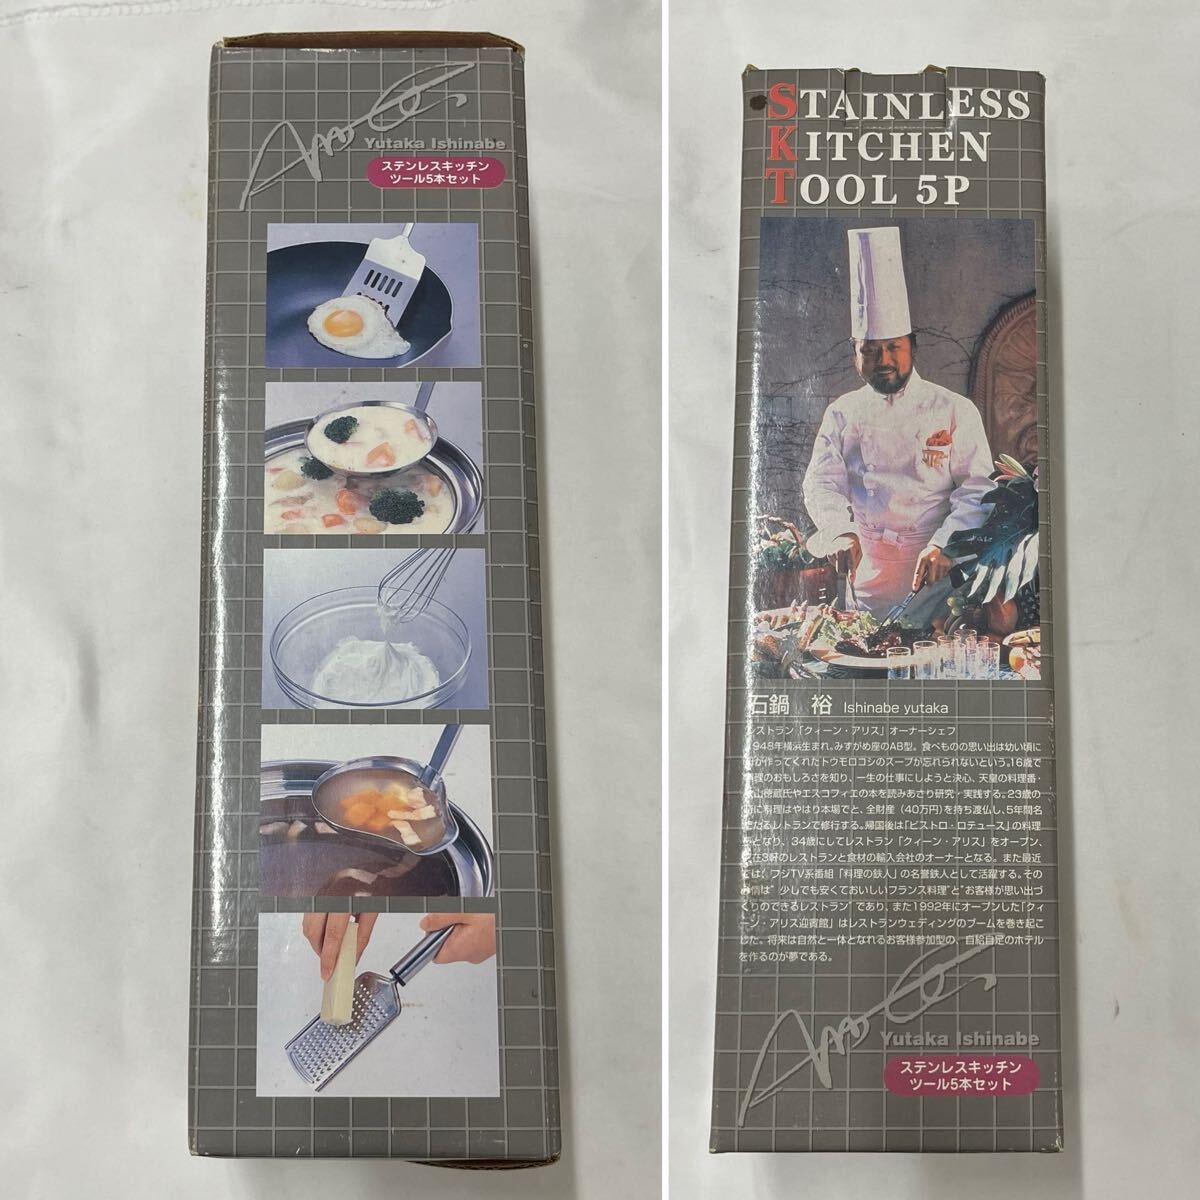 Yutaka Ishinabe
ステンレスキッチン
ツール5本セット
STAINLESS
KITCHEN
TOOL 5P
石鍋 裕 Ishinabe yutaka
レストラン「クィーン・アリス」オーナーシェフ
1948年横浜生まれ。みずがめ座のAB型。食べものの思い出は幼い頃に
が作ってくれたトウモロコシのスープが忘れられないという。16歳で
料理のおもしろさを知り、一生の仕事にしようと決心、天皇の料理番・
秋山徳蔵氏やエスコフィエの本を読みあさり研究・実践する。23歳の
時に料理はやはり本場でと、全財産（40万円）を持ち渡仏し、5年間名
だたるレトランで修行する。帰国後は「ビストロ・ロテュース」の料理
長となり、34歳にしてレストラン「クィーン・アリス」をオープン、
現在3軒のレストランと食材の輸入会社のオーナーとなる。また最近
では、フジTV系番組「料理の鉄人」の名誉鉄人として活躍する。その
情は"少しでも安くておいしいフランス料理"と"お客様が思い出づ
くりのできるレストラン"であり、また1992年にオープンした「クィ
ーン・アリス迎賓館」はレストランウェディングのブームを巻き起こ
した。将来は自然と一体となれるお客様参加型の、自給自足のホテル
を作るのが夢である。
Yutaka Ishinabe
ステンレスキッチン
ツール5本セット